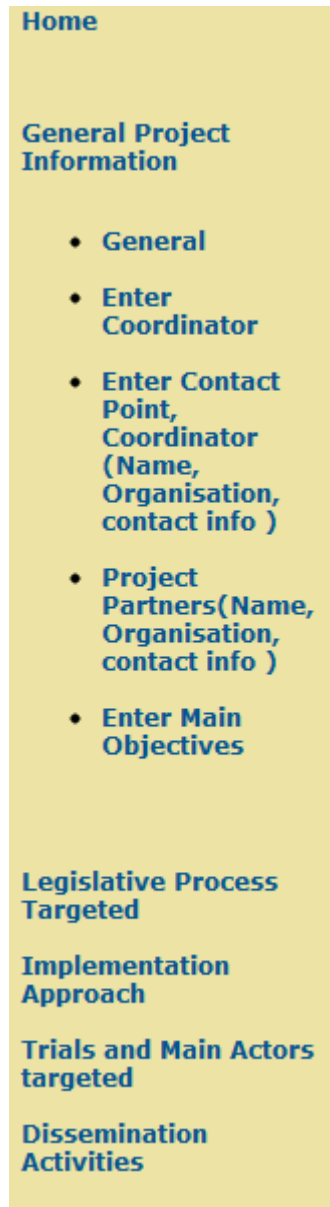 Home
General Project
Information
General
Enter
Coordinator
Enter Contact
Point,
Coordinator
(Name,
Organisation,
contact info )
Project
Partners(Name,
Organisation,
contact info )
Enter Main
Objectives
Legislative Process
Targeted
Implementation
Approach
Trials and Main Actors
targeted
Dissemination
Activities